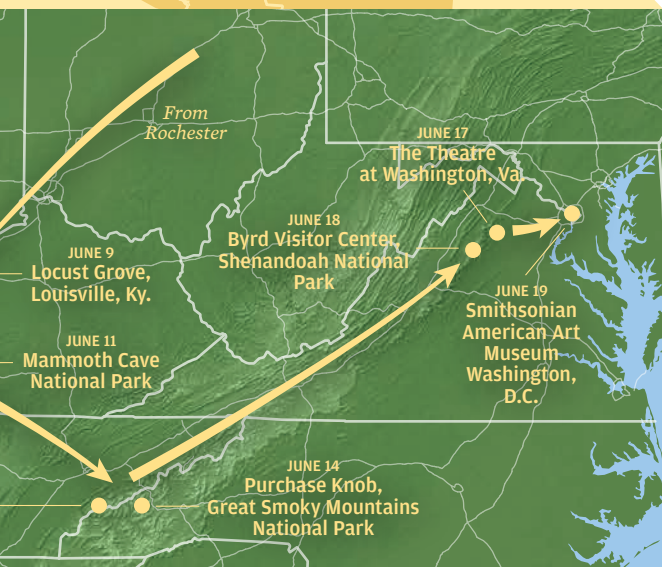 From
Rochester
JUNE 17
The Theatre
at Washington, Va.
JUNE 18
Byrd Visitor Center,
Shenandoah National
Park
JUNE 9
Locust Grove,
Louisville, Ky.
JUNE 19
Smithsonian
American Art
Museum
Washington,
D.C.
JUNE 11
Mammoth Cave
National Park
JUNE 14
Purchase Knob,
Great Smoky Mountains
National Park